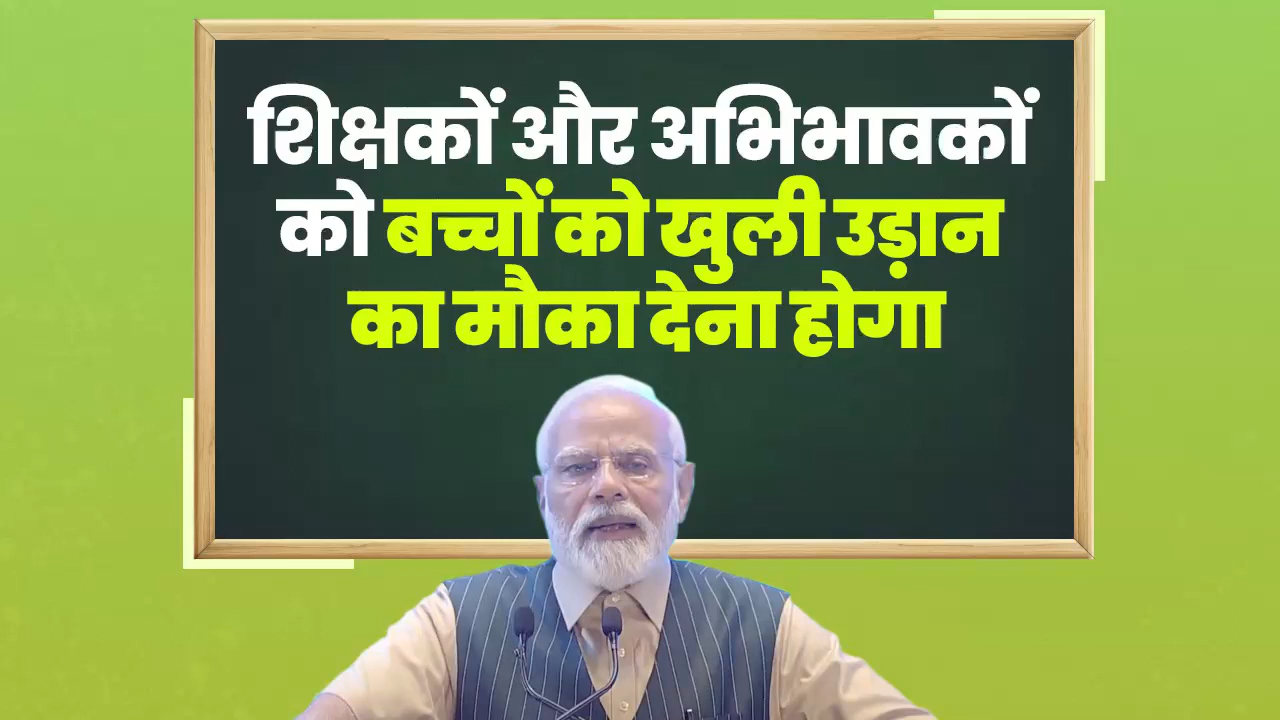 शिक्षकों और अभिभावकों
को बच्चों को खुली उड़ान
का मौका देना होगा